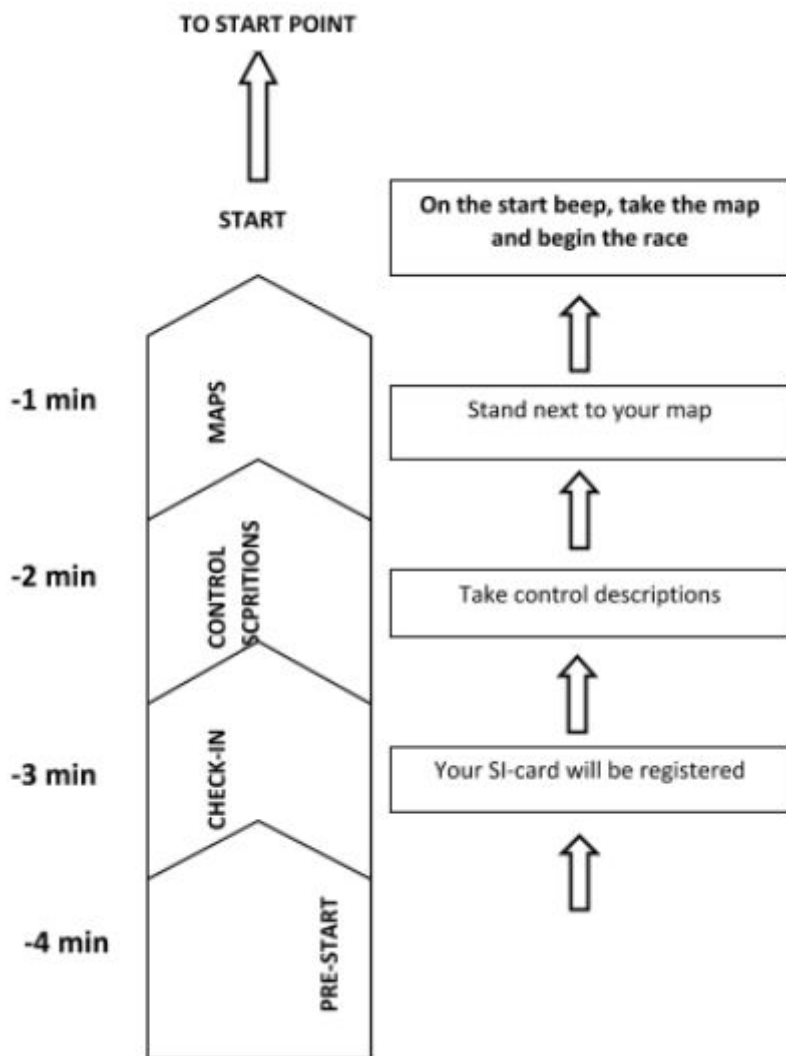 TO START POINT
START
On the start beep, take the map
and begin the race
-1 min
MAPS
Stand next to your map
-2 min
CONTROL
SCPRITIONS
Take control descriptions
-3 min
CHECK-IN
Your SI-card will be registered
-4 min
PRE-START